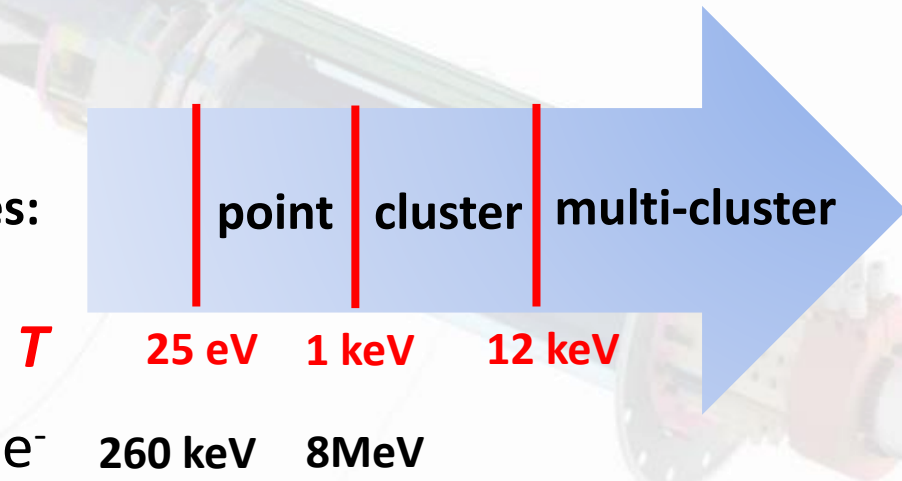 es: point cluster multi-cluster
T 25 eV 1 keV 12 keV
e⁻ 260 keV 8MeV